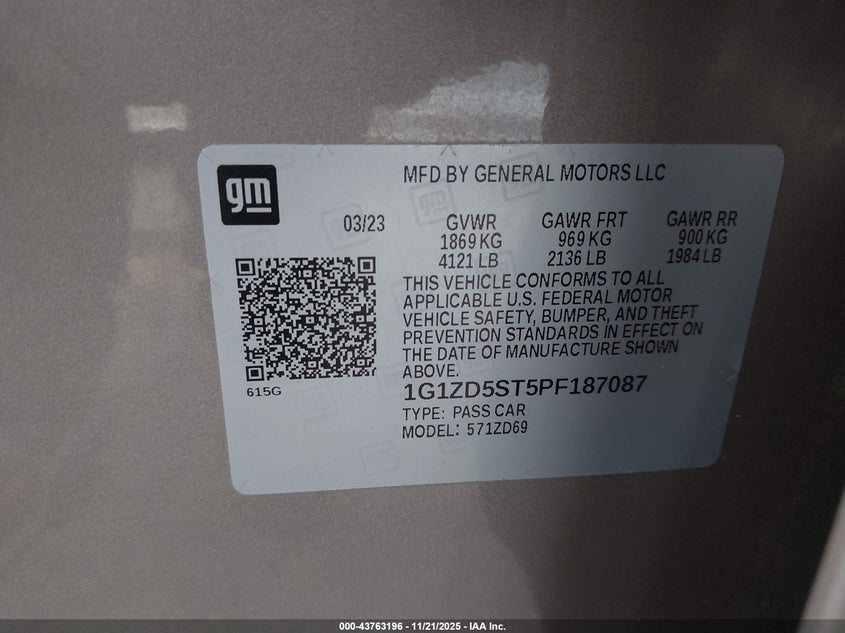 gm
MFD BY GENERAL MOTORS LLC
03/23
GVWR GAWR FRT GAWR RR
1869 KG 969 KG 900 KG
4121 LB 2136 LB 1984 LB
THIS VEHICLE CONFORMS TO ALL
APPLICABLE U.S. FEDERAL MOTOR
VEHICLE SAFETY, BUMPER, AND THEFT
PREVENTION STANDARDS IN EFFECT ON
THE DATE OF MANUFACTURE SHOWN
ABOVE.
615G
1G1ZD5ST5PF187087
TYPE: PASS CAR
MODEL: 571ZD69
000-43763196 - 11/21/2025 - IAA Inc.